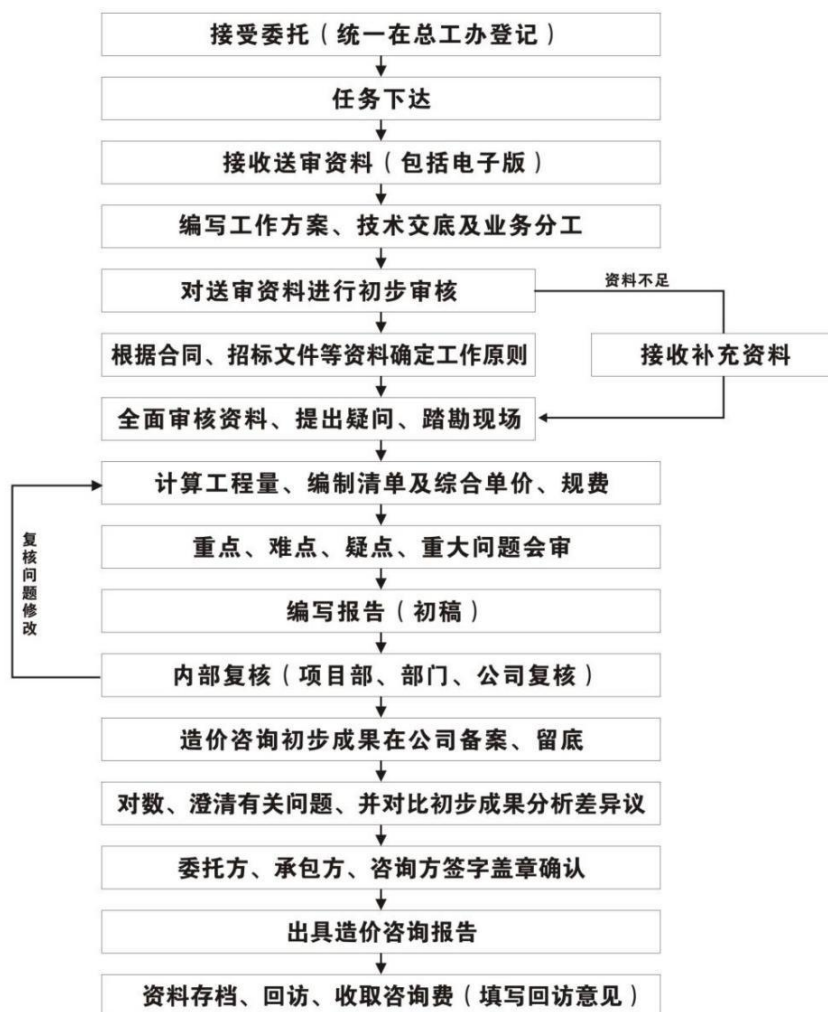 接受委托（统一在总工办登记）
任务下达
接收送审资料（包括电子版）
编写工作方案、技术交底及业务分工
对送审资料进行初步审核
资料不足
根据合同、招标文件等资料确定工作原则
接收补充资料
全面审核资料、提出疑问、踏勘现场
计算工程量、编制清单及综合单价、规费
复核问题修改
重点、难点、疑点、重大问题会审
编写报告（初稿）
内部复核（项目部、部门、公司复核）
造价咨询初步成果在公司备案、留底
对数、澄清有关问题、并对比初步成果分析差异议
委托方、承包方、咨询方签字盖章确认
出具造价咨询报告
资料存档、回访、收取咨询费（填写回访意见）